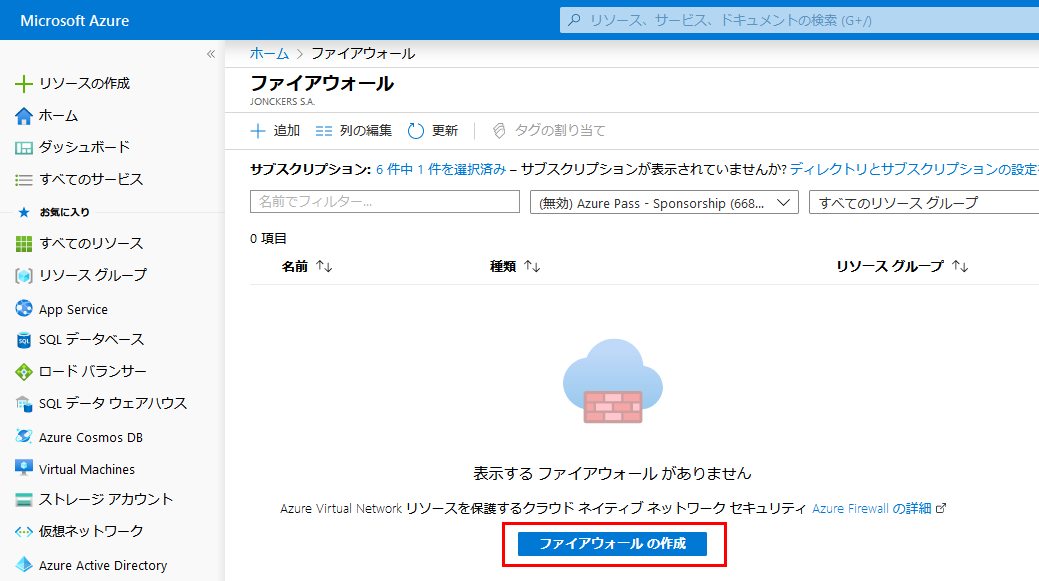 Microsoft Azure
リソース、サービス、ドキュメントの検索 (G+/)
«
リソースの作成
ホーム
ダッシュボード
すべてのサービス
お気に入り
すべてのリソース
リソース グループ
App Service
SQL データベース
ロード バランサー
SQL データ ウェアハウス
Azure Cosmos DB
Virtual Machines
ストレージ アカウント
仮想ネットワーク
Azure Active Directory
ホーム > ファイアウォール
ファイアウォール
JONCKERS S.A.
追加 列の編集 更新 タグの割り当て
サブスクリプション: 6 件中 1 件を選択済み – サブスクリプションが表示されていませんか? ディレクトリとサブスクリプションの設定
名前でフィルター... (無効) Azure Pass - Sponsorship (668... すべてのリソース グループ
0 項目
名前 ↑↓ 種類 ↑↓ リソース グループ ↑↓
表示する ファイアウォール がありません
Azure Virtual Network リソースを保護するクラウド ネイティブ ネットワーク セキュリティ Azure Firewall の詳細
ファイアウォール の作成